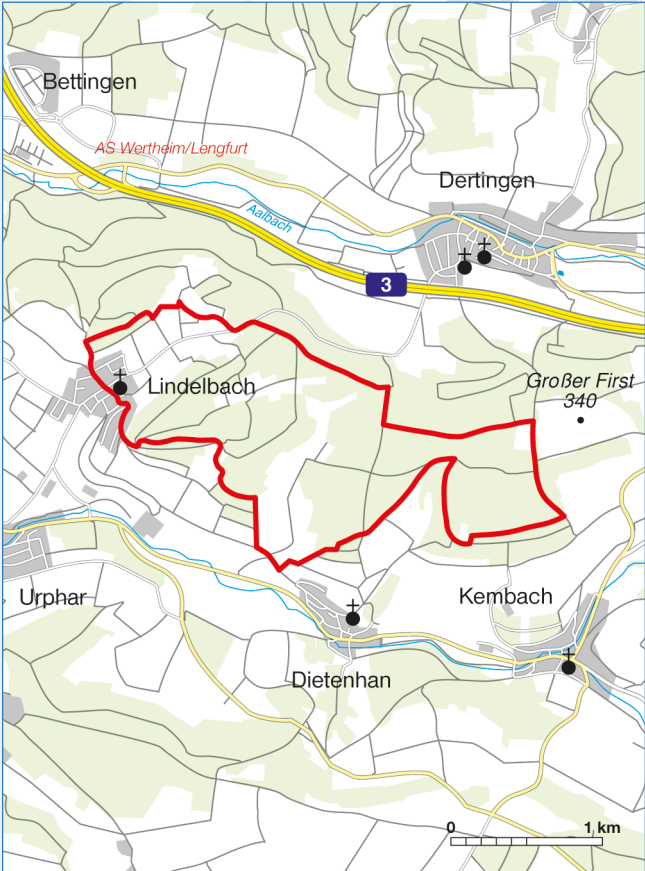 Bettingen
AS Wertheim/Lengfurt
Dertingen
Aalbach
3
Großer First
340
Lindelbach
Urphar
Kembach
Dietenhan
0 1 km